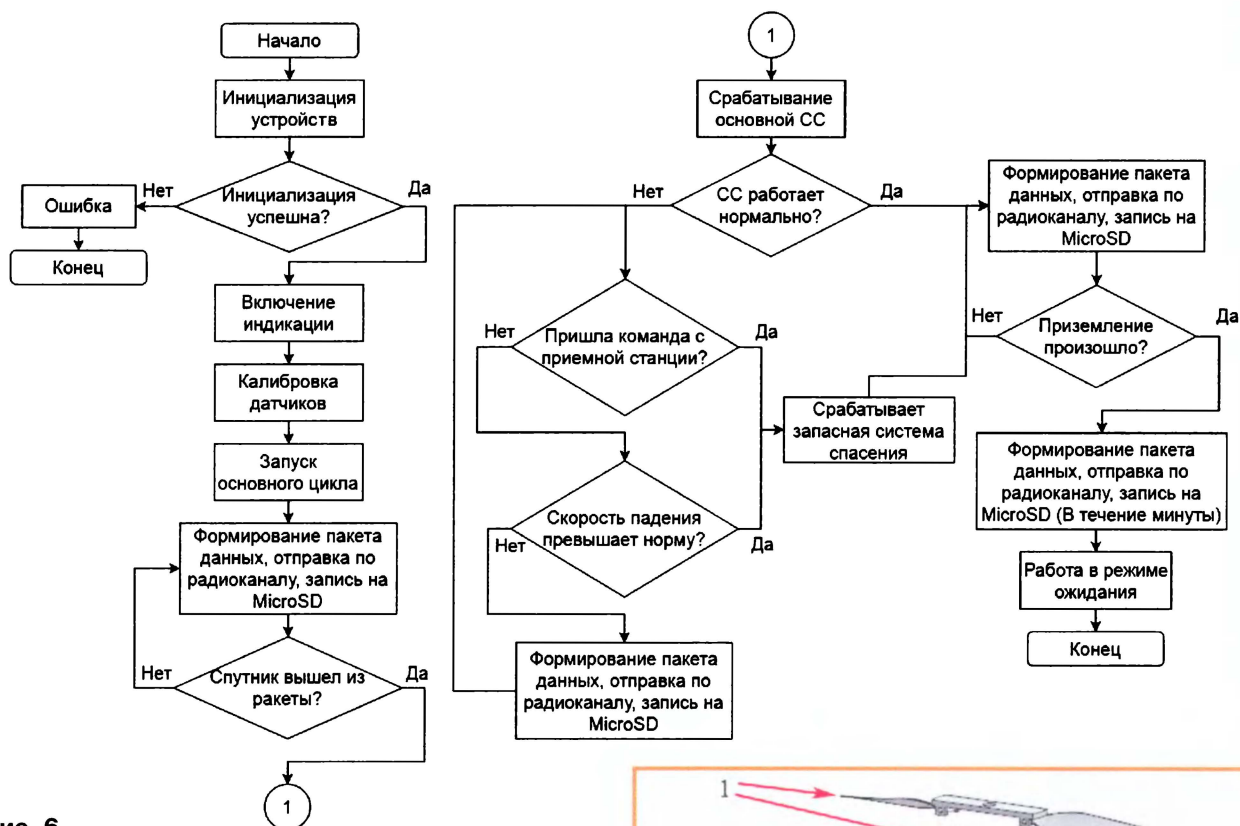 Начало
Инициализация
устройств
Инициализация
успешна?
Нет
Да
Ошибка
Конец
Включение
индикации
Калибровка
датчиков
Запуск
основного цикла
Формирование пакета
данных, отправка по
радиоканалу, запись на
MicroSD
Спутник вышел из
ракеты?
Нет
Да
1
1
Срабатывание
основной СС
СС работает
нормально?
Нет
Да
Пришла команда с
приемной станции?
Нет
Да
Скорость падения
превышает норму?
Нет
Да
Формирование пакета
данных, отправка по
радиоканалу, запись на
MicroSD
Срабатывает
запасная система
спасения
Формирование пакета
данных, отправка по
радиоканалу, запись на
MicroSD
Приземление
произошло?
Нет
Да
Формирование пакета
данных, отправка по
радиоканалу, запись на
MicroSD (В течение минуты)
Работа в режиме
ожидания
Конец
1
6